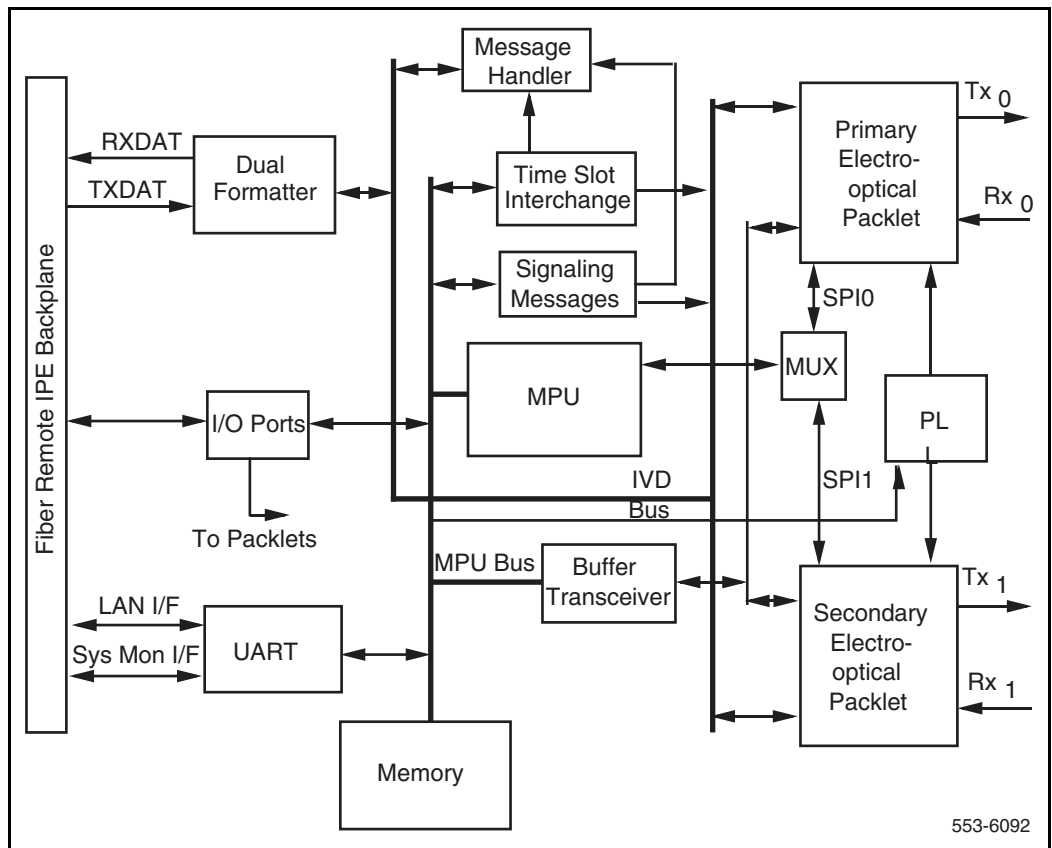 Message
Handler
Tx 0
RXDAT
Primary
Electro-
optical
Packlet
Dual
Formatter
Time Slot
Interchange
TXDAT
Rx 0
Signaling
Messages
SPI0
Fiber Remote IPE Backplane
MUX
MPU
I/O Ports
PL
IVD
SPI1
Bus
To Packlets
MPU Bus
Buffer
Transceiver
Tx 1
LAN I/F
Secondary
Electro-
optical
Packlet
UART
Sys Mon I/F
Rx 1
Memory
553-6092